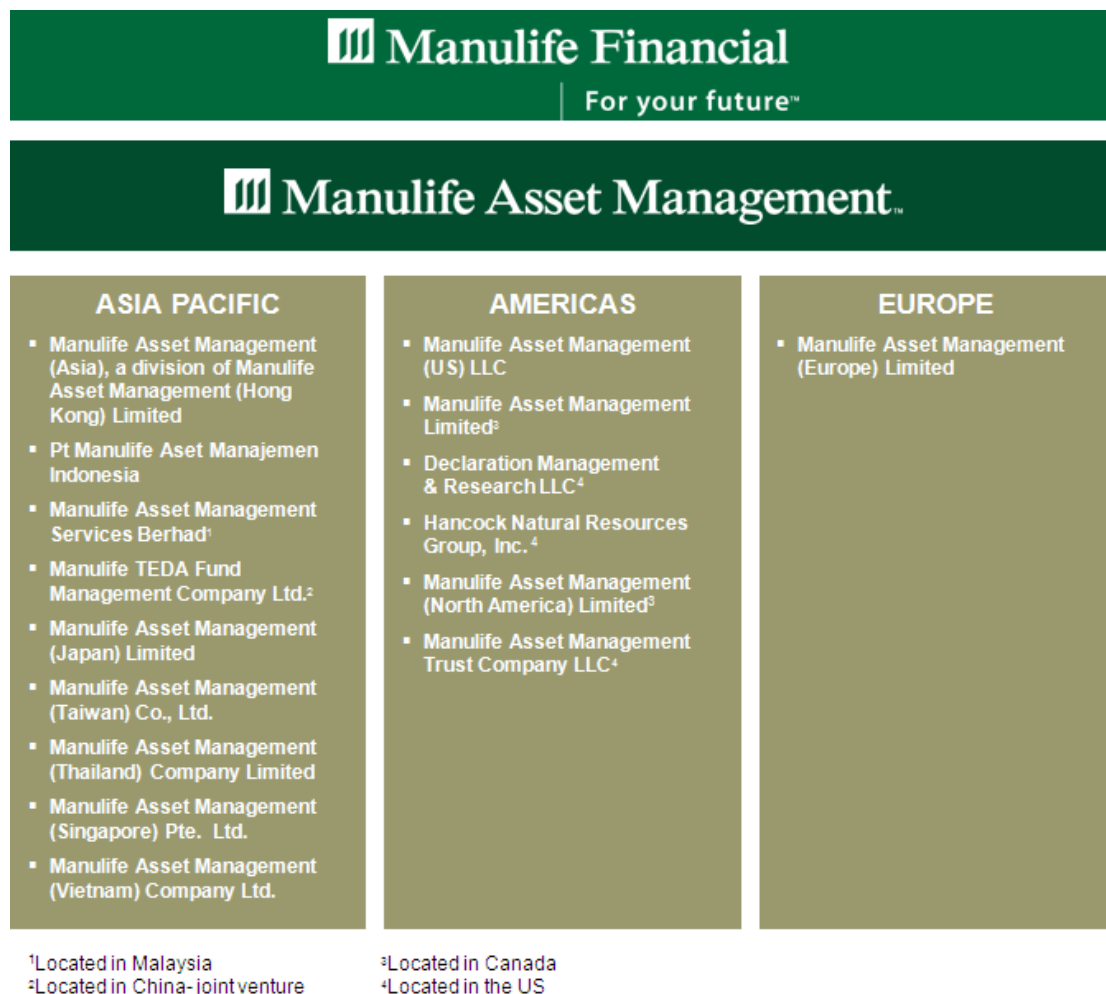 Manulife Financial
For your future™
Manulife Asset Management™
ASIA PACIFIC
▪ Manulife Asset Management
(Asia), a division of Manulife
Asset Management (Hong
Kong) Limited
▪ Pt Manulife Aset Manajemen
Indonesia
▪ Manulife Asset Management
Services Berhad¹
▪ Manulife TEDA Fund
Management Company Ltd.²
▪ Manulife Asset Management
(Japan) Limited
▪ Manulife Asset Management
(Taiwan) Co., Ltd.
▪ Manulife Asset Management
(Thailand) Company Limited
▪ Manulife Asset Management
(Singapore) Pte. Ltd.
▪ Manulife Asset Management
(Vietnam) Company Ltd.
AMERICAS
▪ Manulife Asset Management
(US) LLC
▪ Manulife Asset Management
Limited³
▪ Declaration Management
& Research LLC⁴
▪ Hancock Natural Resources
Group, Inc. ⁴
▪ Manulife Asset Management
(North America) Limited³
▪ Manulife Asset Management
Trust Company LLC⁴
EUROPE
▪ Manulife Asset Management
(Europe) Limited
¹Located in Malaysia
²Located in China- joint venture
³Located in Canada
⁴Located in the US